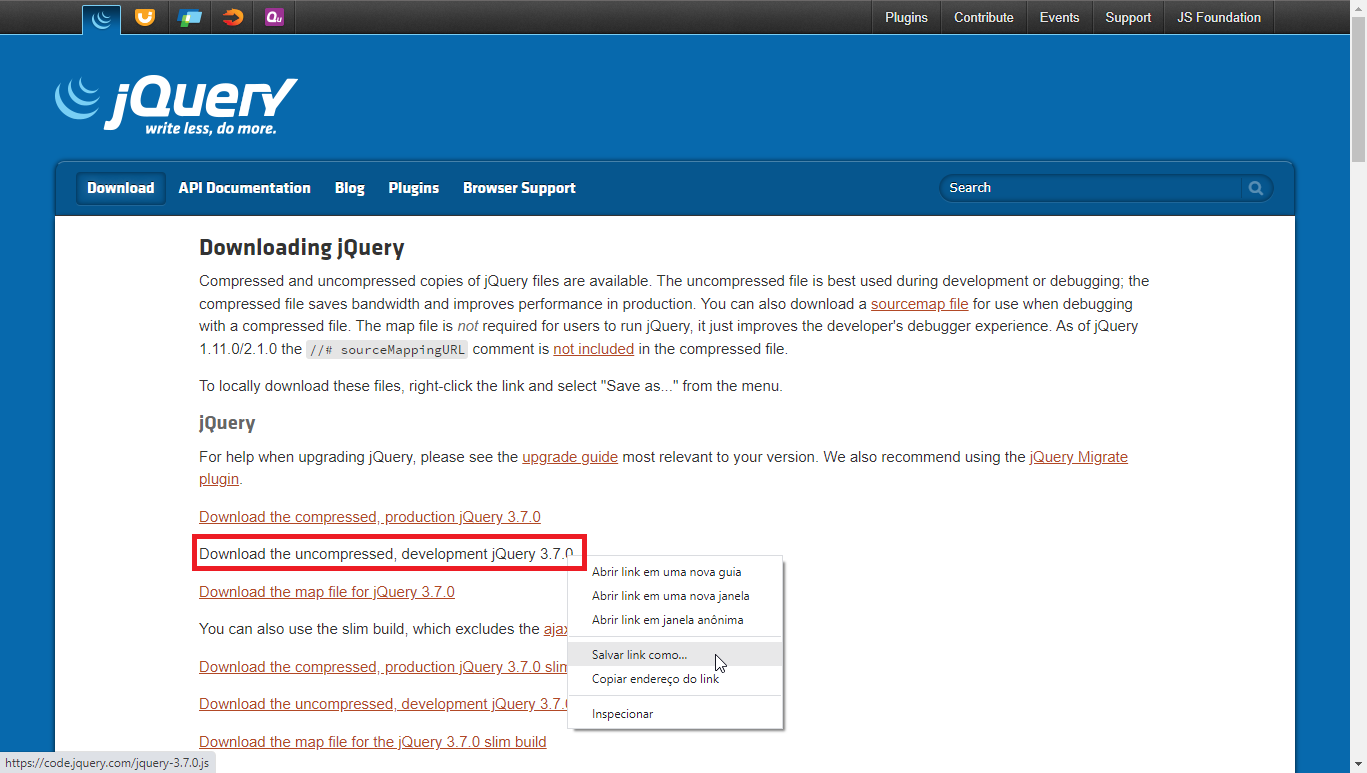 Plugins Contribute Events Support JS Foundation
jQuery
write less, do more.
Download API Documentation Blog Plugins Browser Support Search
Downloading jQuery
Compressed and uncompressed copies of jQuery files are available. The uncompressed file is best used during development or debugging; the
compressed file saves bandwidth and improves performance in production. You can also download a sourcemap file for use when debugging
with a compressed file. The map file is not required for users to run jQuery, it just improves the developer's debugger experience. As of jQuery
1.11.0/2.1.0 the //# sourceMappingURL comment is not included in the compressed file.
To locally download these files, right-click the link and select "Save as..." from the menu.
jQuery
For help when upgrading jQuery, please see the upgrade guide most relevant to your version. We also recommend using the jQuery Migrate
plugin.
Download the compressed, production jQuery 3.7.0
Download the uncompressed, development jQuery 3.7.0
Download the map file for jQuery 3.7.0
You can also use the slim build, which excludes the ajax
Download the compressed, production jQuery 3.7.0 slim
Download the uncompressed, development jQuery 3.7.0
Download the map file for the jQuery 3.7.0 slim build
Abrir link em uma nova guia
Abrir link em uma nova janela
Abrir link em janela anônima
Salvar link como...
Copiar endereço do link
Inspecionar
https://code.jquery.com/jquery-3.7.0.js